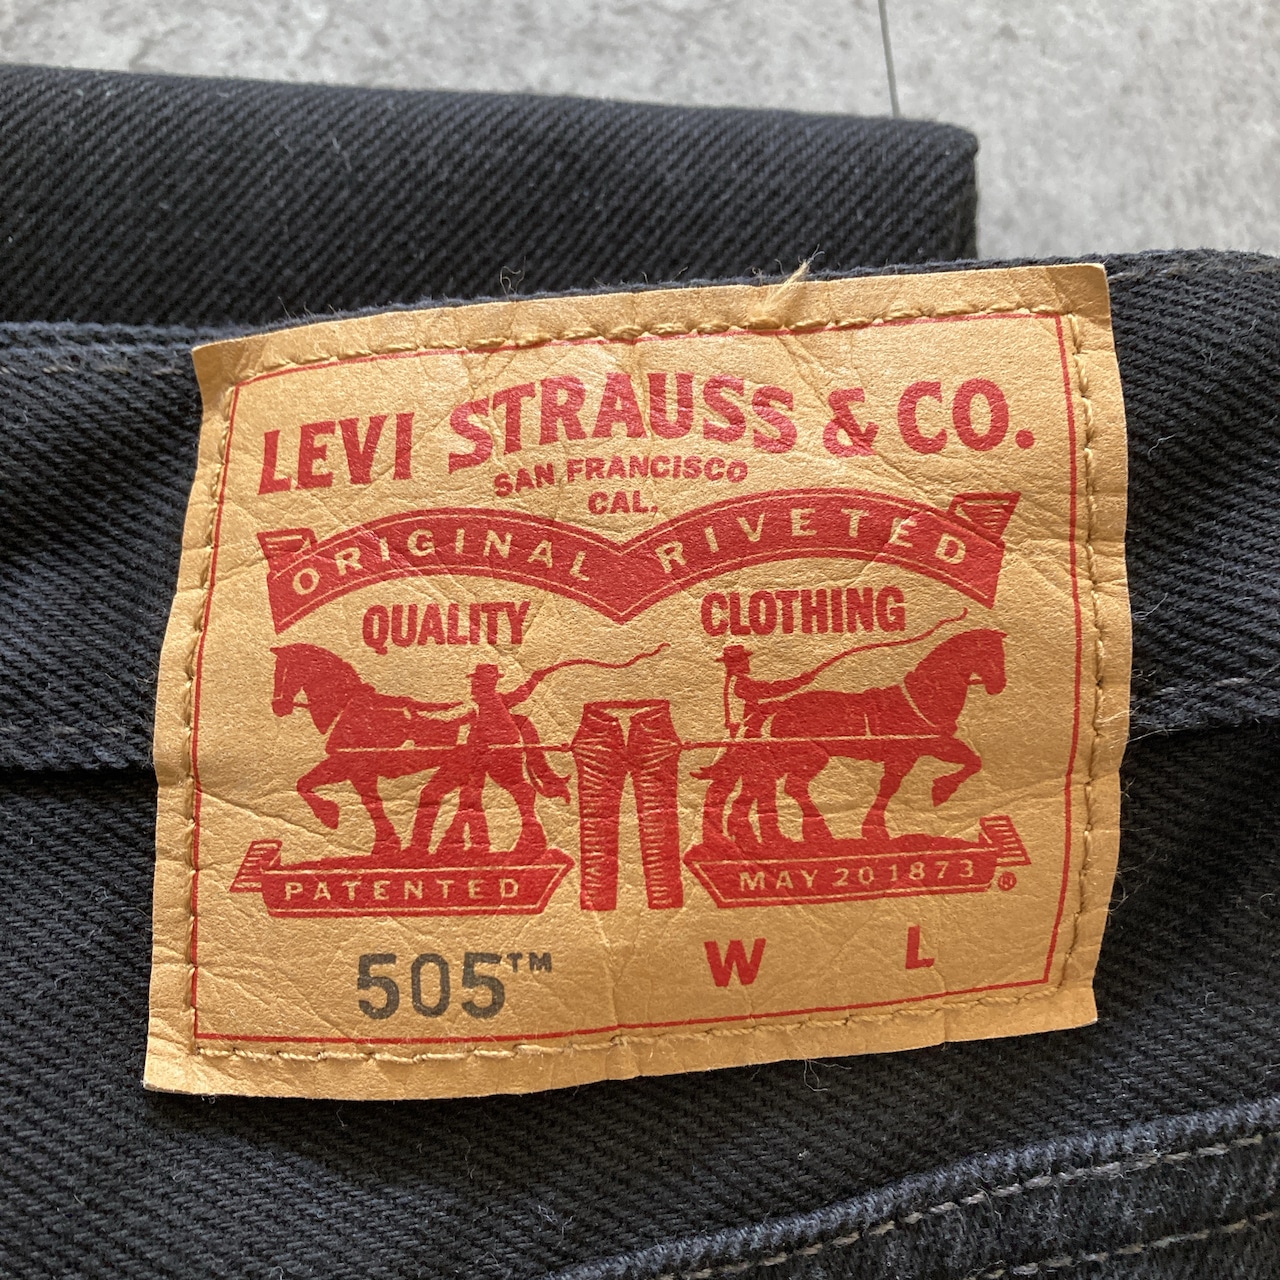 LEVI STRAUSS & CO.
SAN FRANCISCO
CAL.
ORIGINAL RIVETED
QUALITY CLOTHING
PATENTED MAY 20 1873 ®
505™ W L